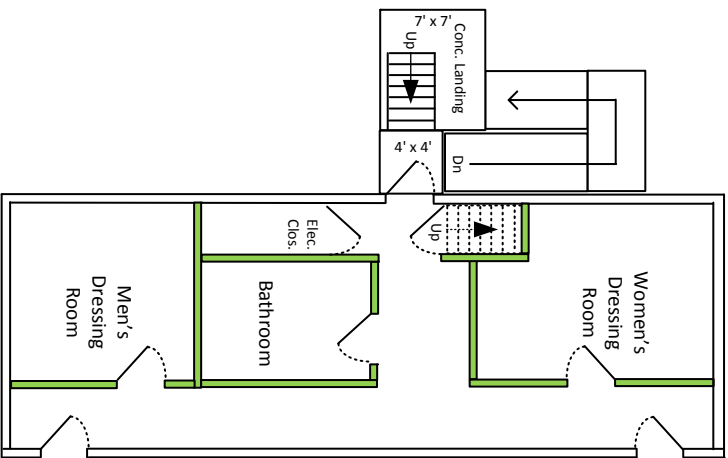 7' x 7'
Up
Conc. Landing
4' x 4'
Dn
Elec.
Clos.
Up
Men's
Dressing
Room
Bathroom
Women's
Dressing
Room